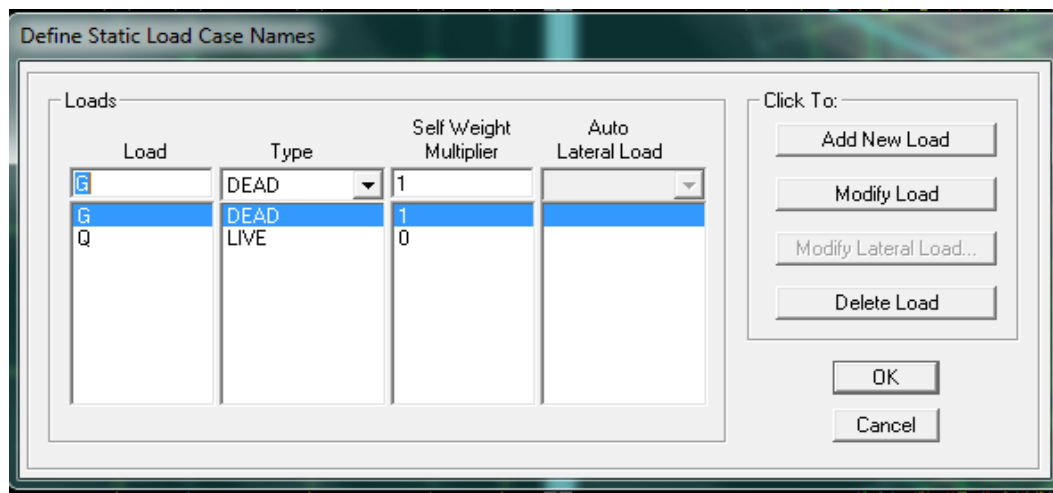 Define Static Load Case Names
Loads
Load
Type
Self Weight
Multiplier
Auto
Lateral Load
G
DEAD
1
G
DEAD
1
Q
LIVE
0
Click To:
Add New Load
Modify Load
Modify Lateral Load...
Delete Load
OK
Cancel